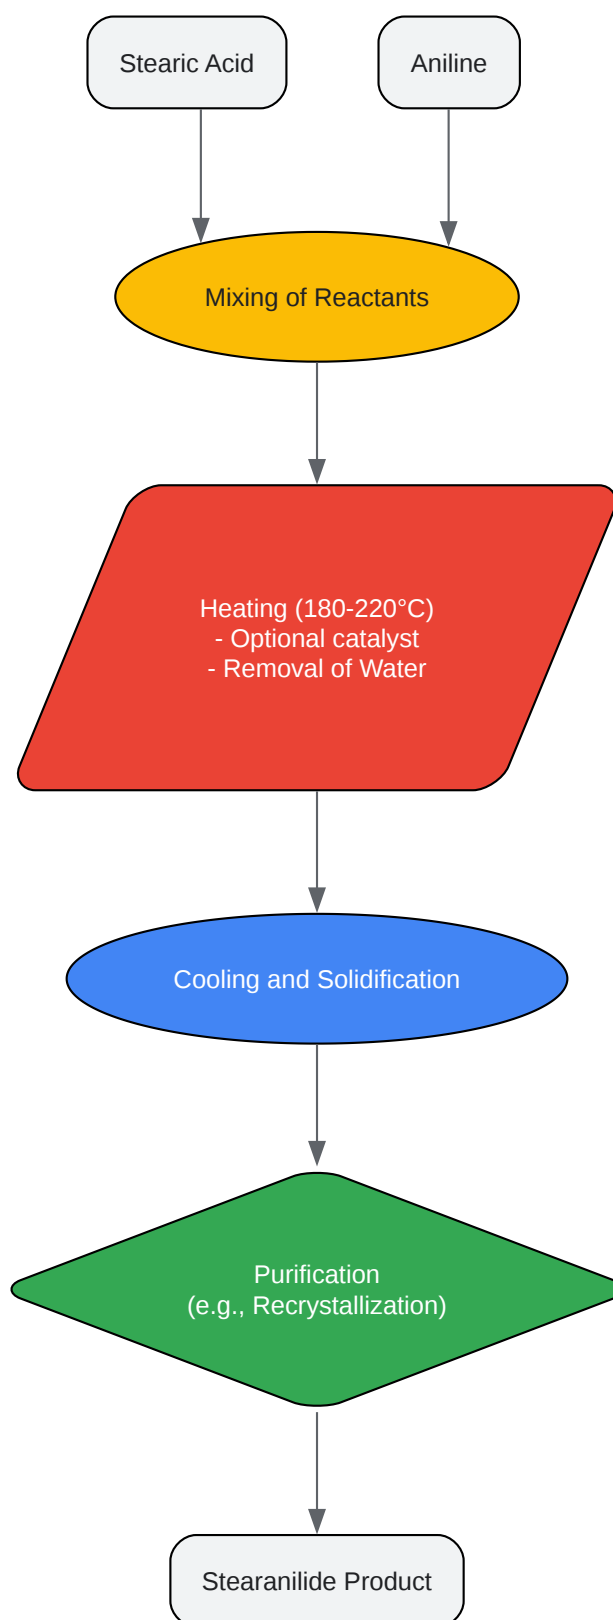 Stearic Acid
Aniline
Mixing of Reactants
Heating (180-220°C)
- Optional catalyst
- Removal of Water
Cooling and Solidification
Purification
(e.g., Recrystallization)
Stearanilide Product